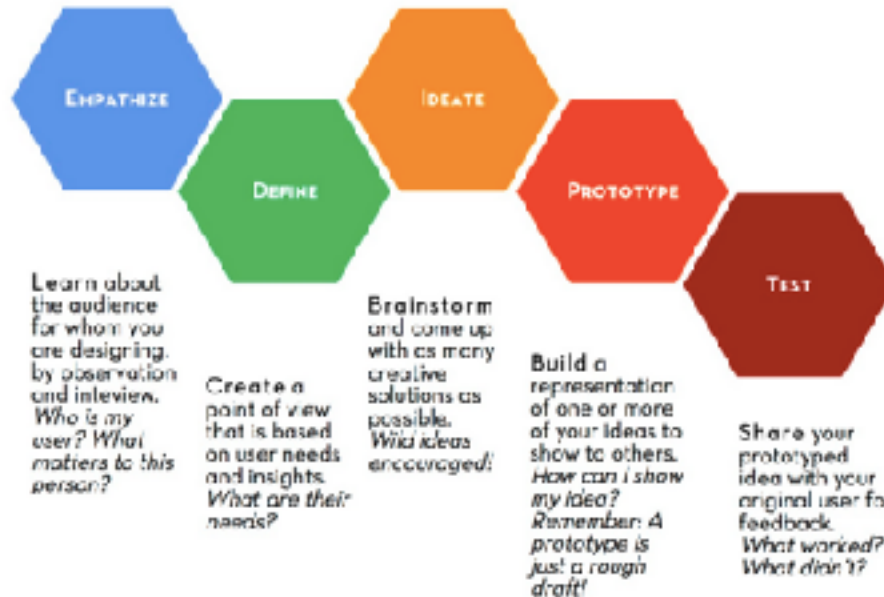 EMPATHIZE
DEFINE
IDEATE
PROTOTYPE
TEST
Learn about
the audience
for whom you
are designing,
by observation
and inteview.
Who is my
user? What
matters to this
person?
Create a
point of view
that is based
on user needs
and insights.
What are their
needs?
Brainstorm
and come up
with as many
creative
solutions as
possible.
Wild ideas
encouraged!
Build a
representation
of one or more
of your ideas to
show to others.
How can i show
my idea?
Remember: A
prototype is
just a rough
draft!
Share your
prototyped
idea with your
original user fo
feedback.
What worked?
What didn't?